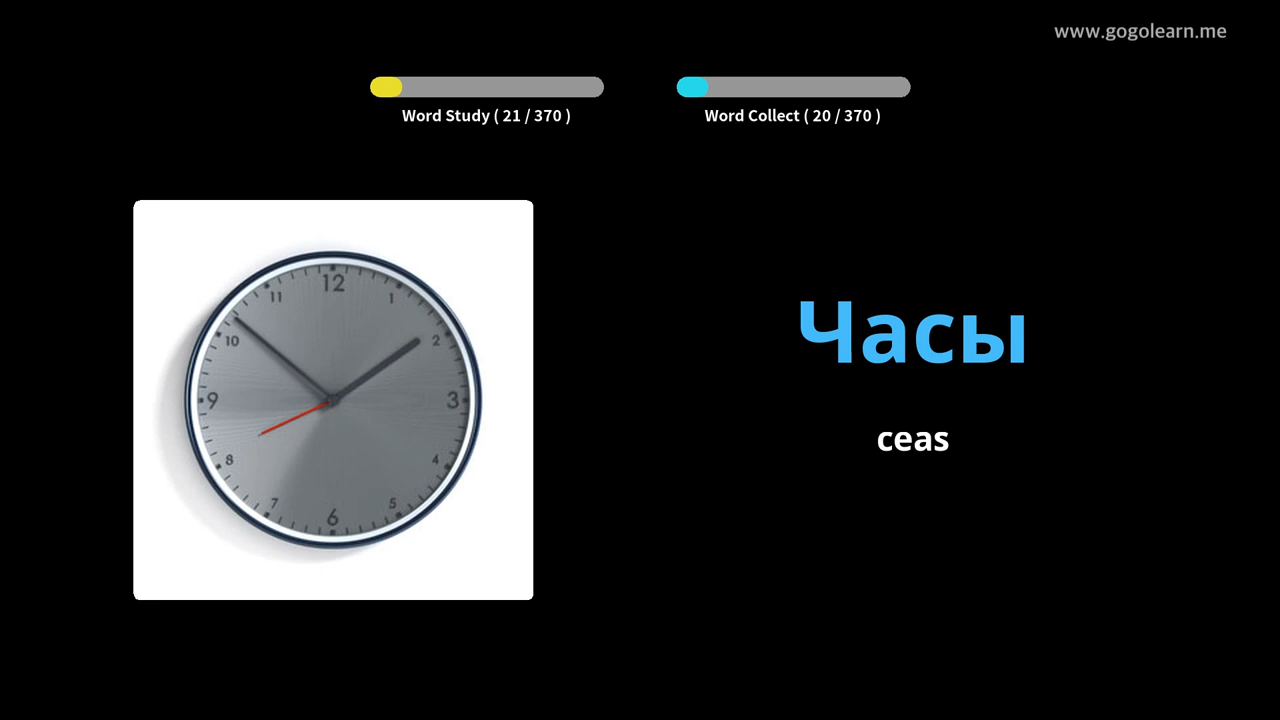 www.gogolearn.me
Word Study ( 21 / 370 )
Word Collect ( 20 / 370 )
12
11
1
10
2
9
3
8
4
7
5
6
Часы
ceas